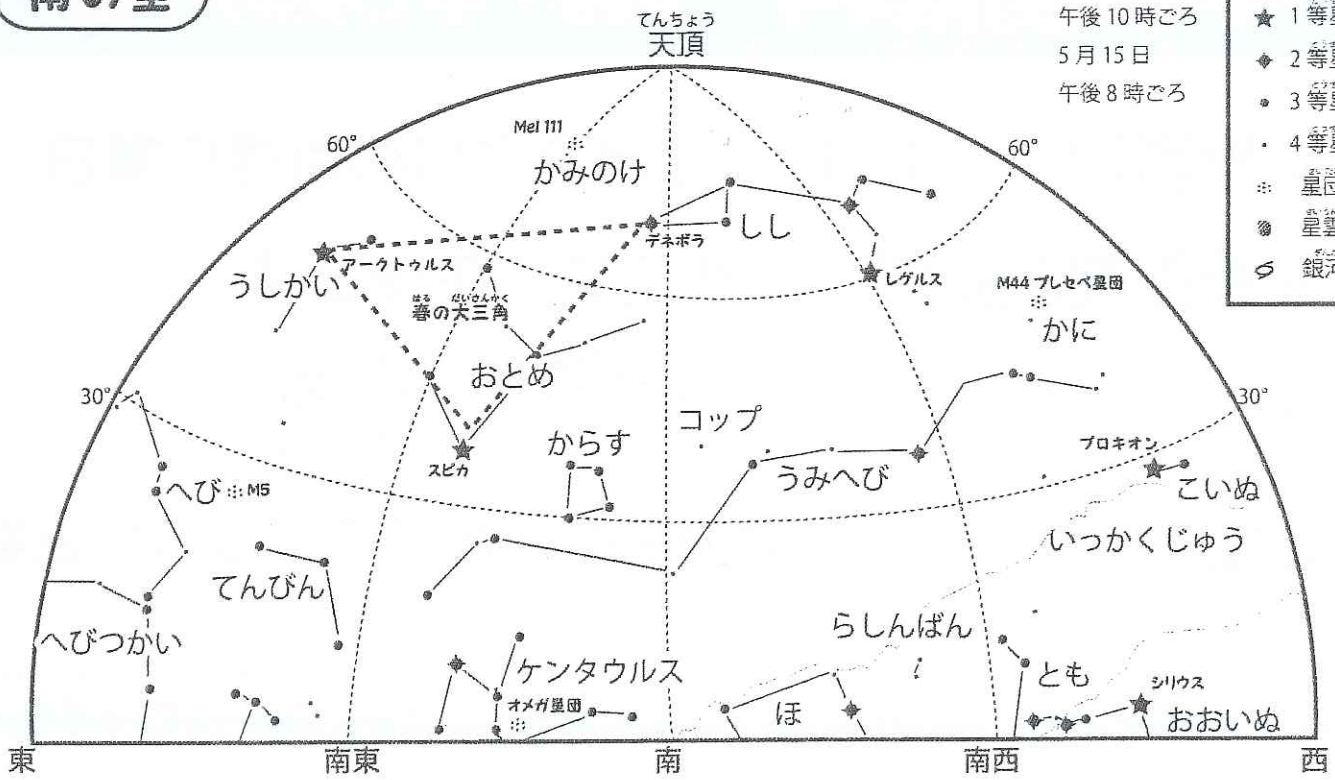 てんちょう
天頂
午後10時ごろ
5月15日
午後8時ごろ
1等星
2等星
3等星
4等星
星団
星雲
銀河
60°
60°
30°
30°
Mel 111
かみのけ
デネボラ
しし
アークトゥルス
うしかい
はる だいさんかく
春の大三角
レグルス
M44 プレセペ星団
かに
おとめ
スピカ
からす
コップ
うみへび
プロキオン
こいぬ
いっかくじゅう
へび
M5
てんびん
へびつかい
ケンタウルス
オメガ星団
らしんばん
ほ
とも
シリウス
おおいぬ
東
南東
南
南西
西